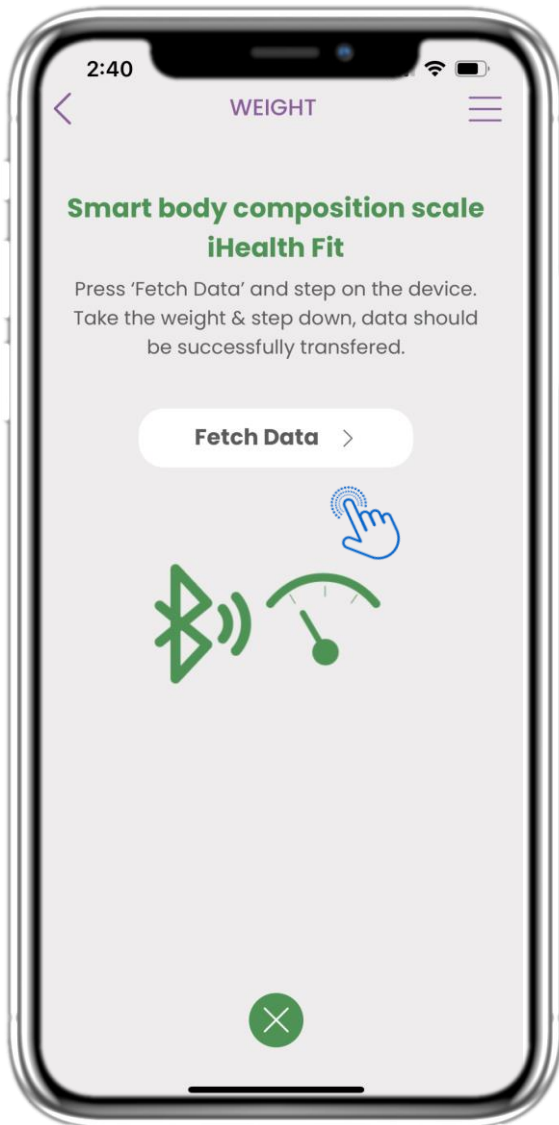 2:40
WEIGHT
Smart body composition scale
iHealth Fit
Press ‘Fetch Data’ and step on the device.
Take the weight & step down, data should
be successfully transfered.
Fetch Data >